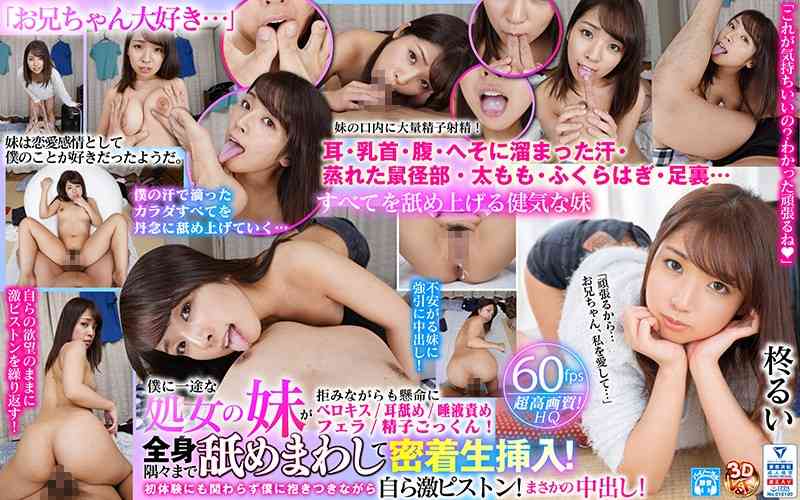 「お兄ちゃん大好き…」
妹は恋愛感情として
僕のことが好きだったようだ。
僕の汗で滴った
カラダすべてを
丹念に舐め上げていく…
妹の口内に大量精子射精！
耳・乳首・腹・へそに溜まった汗・
蒸れた鼠径部・太もも・ふくらはぎ・足裏…
すべてを舐め上げる健気な妹
「これが気持ちいいの？わかった頑張るね♥」
自らの欲望のままに
激ピストンを繰り返す！
不安がる妹に
強引に中出し！
「頑張るから…
お兄ちゃん、私を愛して…」
柊るい
60fps
超高画質！
HQ
僕に一途な
処女の妹が
拒みながらも懸命に
ベロキス/耳舐め/唾液責め
フェラ/精子ごっくん！
全身
隅々まで
舐めまわして密着生挿入！
初体験にも関わらず僕に抱きつきながら
自ら激ピストン！まさかの中出し！
3D